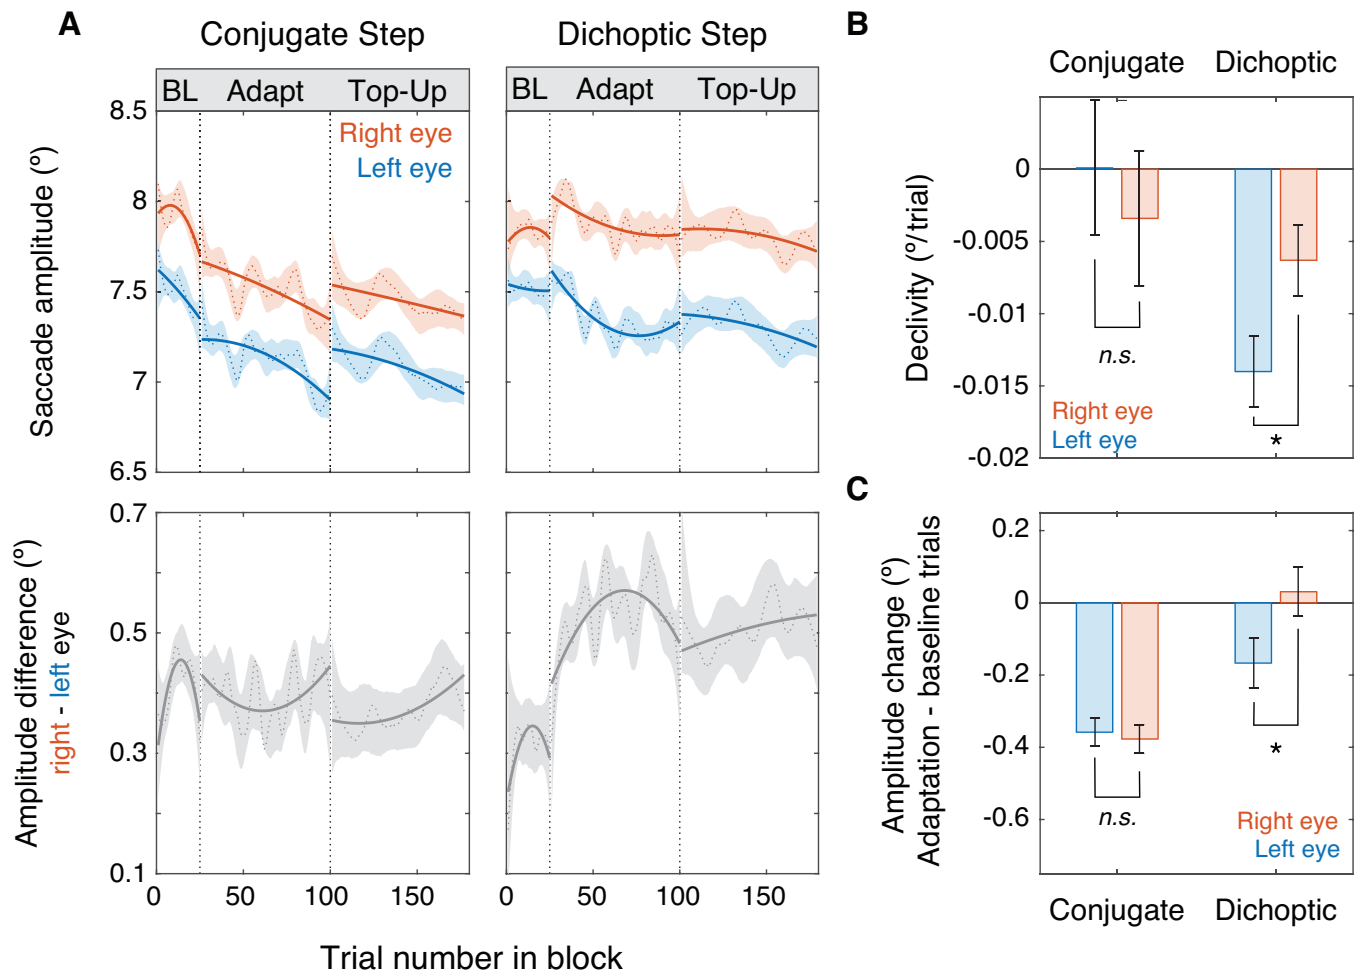 A
Conjugate Step
Dichoptic Step
BL Adapt Top-Up
BL Adapt Top-Up
Right eye
Left eye
Saccade amplitude (º)
8.5
8
7.5
7
6.5
Amplitude difference (º)
right - left eye
0.7
0.5
0.3
0.1
0 50 100 150
0 50 100 150
Trial number in block
B
Conjugate Dichoptic
Declivity (º/trial)
0
-0.005
-0.01
-0.015
-0.02
n.s.
*
Right eye
Left eye
C
Amplitude change (º)
Adaptation - baseline trials
0.2
0
-0.2
-0.4
-0.6
n.s.
*
Right eye
Left eye
Conjugate Dichoptic